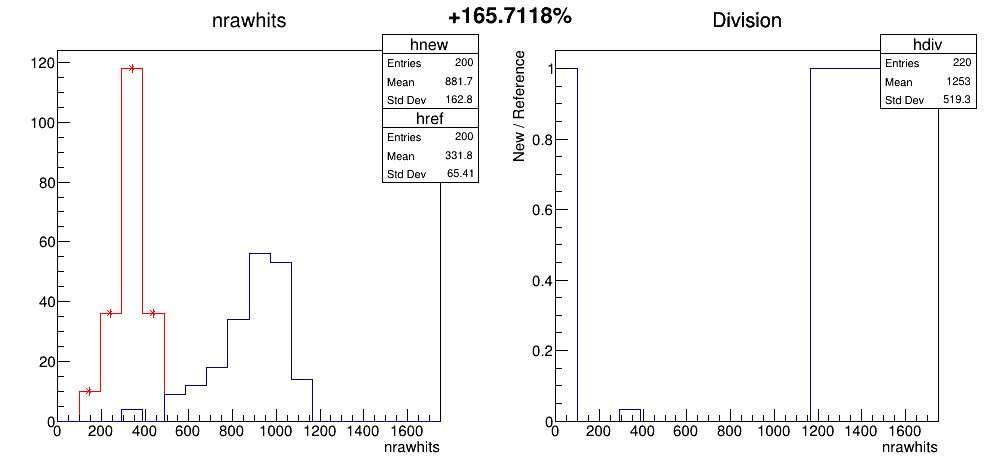 +165.7118%
nrawhits
hnew
Entries 200
Mean 881.7
Std Dev 162.8
href
Entries 200
Mean 331.8
Std Dev 65.41
120
100
80
60
40
20
0
0 200 400 600 800 1000 1200 1400 1600
nrawhits
Division
hdiv
Entries 220
Mean 1253
Std Dev 519.3
New / Reference
1
0.8
0.6
0.4
0.2
0
0 200 400 600 800 1000 1200 1400 1600
nrawhits